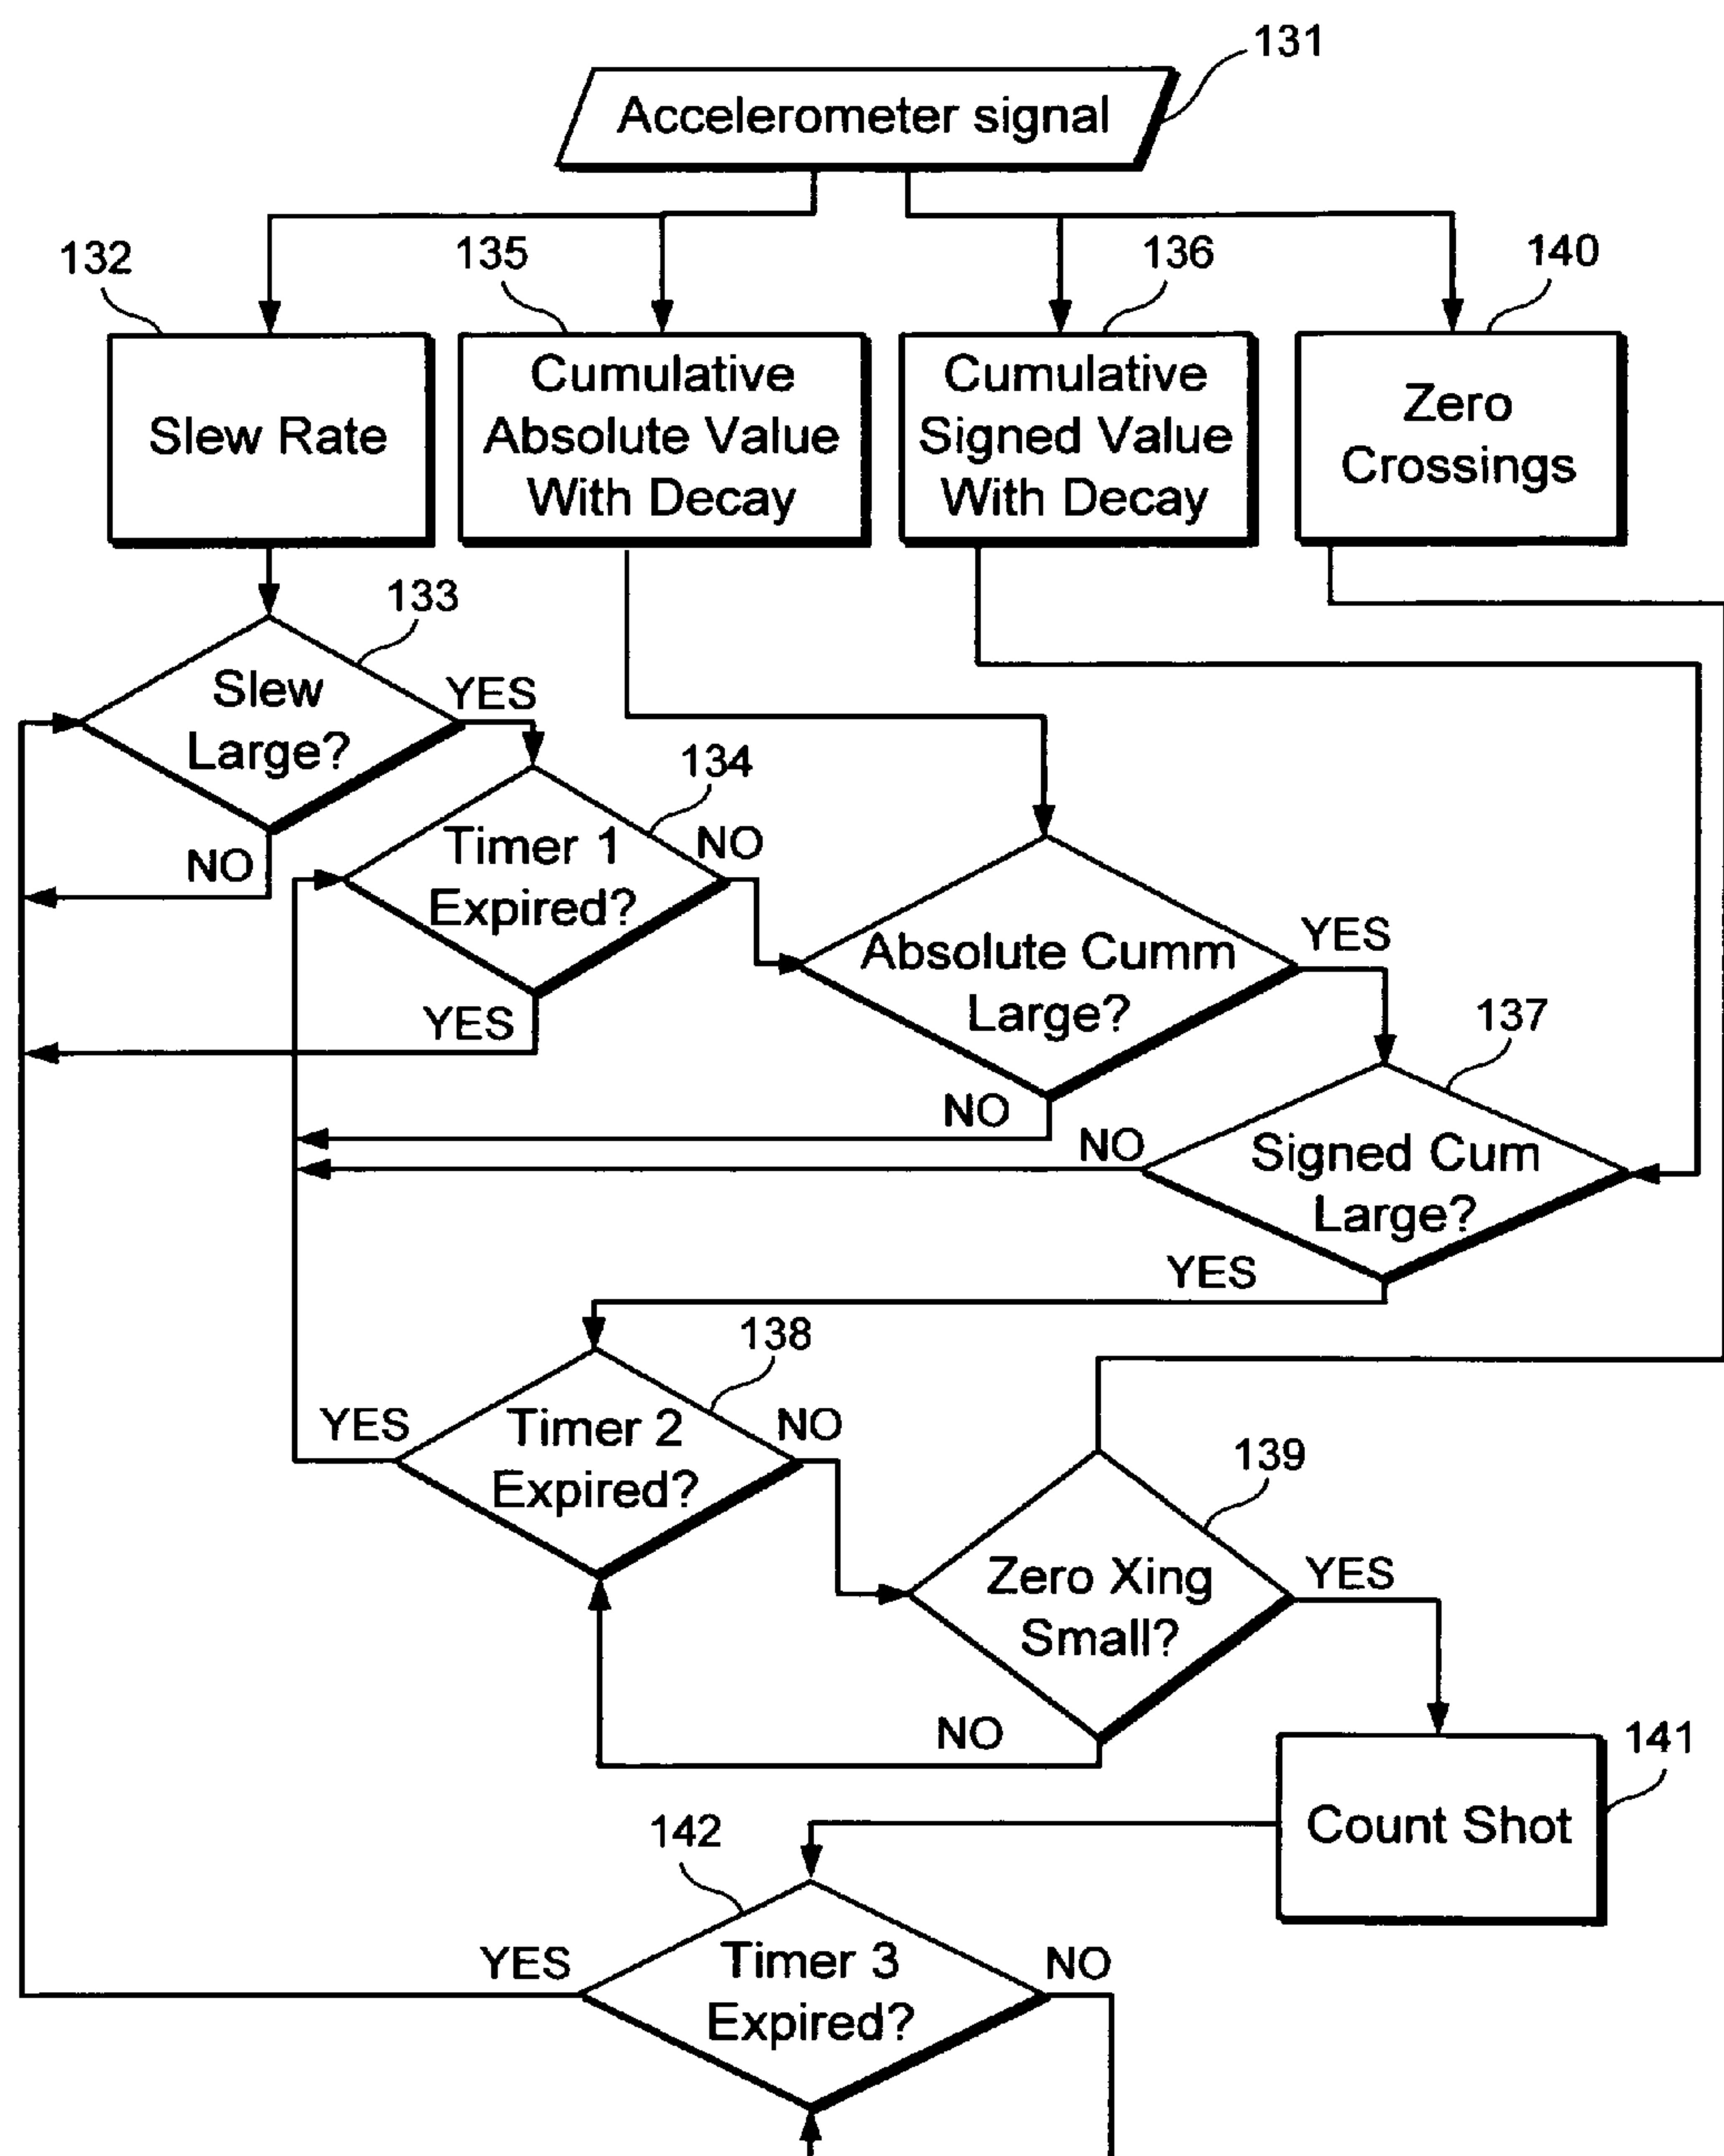 131
Accelerometer signal
132
135
136
140
Slew Rate
Cumulative
Absolute Value
With Decay
Cumulative
Signed Value
With Decay
Zero
Crossings
133
Slew
Large?
YES
NO
134
Timer 1
Expired?
NO
YES
Absolute Cumm
Large?
YES
NO
137
Signed Cum
Large?
NO
YES
138
Timer 2
Expired?
YES
NO
139
Zero Xing
Small?
YES
NO
141
Count Shot
142
Timer 3
Expired?
YES
NO